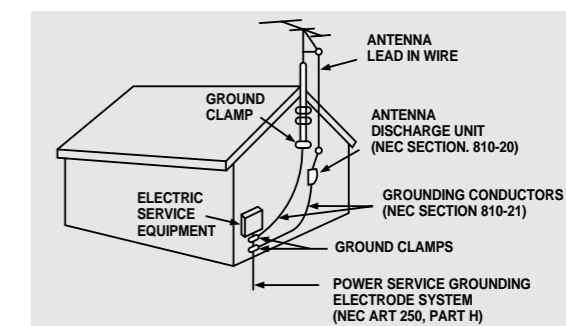 ANTENNA
LEAD IN WIRE
GROUND
CLAMP
ANTENNA
DISCHARGE UNIT
(NEC SECTION. 810-20)
ELECTRIC
SERVICE
EQUIPMENT
GROUNDING CONDUCTORS
(NEC SECTION 810-21)
GROUND CLAMPS
POWER SERVICE GROUNDING
ELECTRODE SYSTEM
(NEC ART 250, PART H)